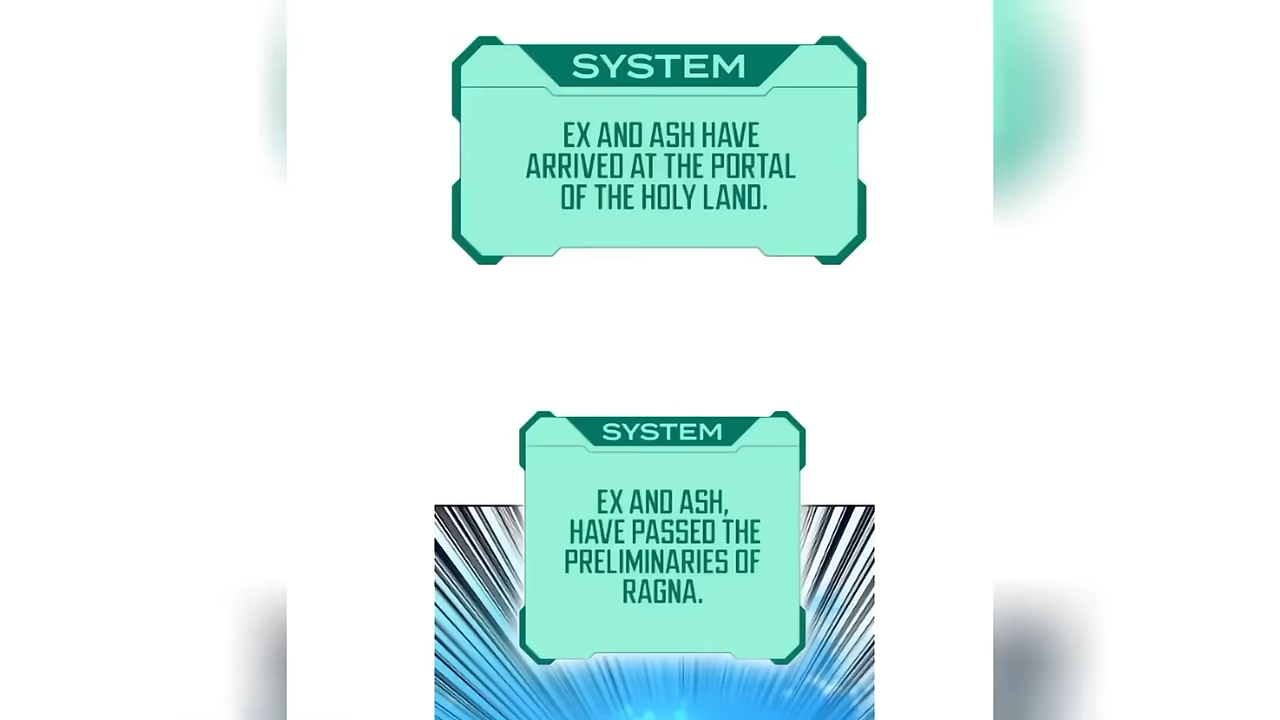 SYSTEM
EX AND ASH HAVE
ARRIVED AT THE PORTAL
OF THE HOLY LAND.
SYSTEM
EX AND ASH,
HAVE PASSED THE
PRELIMINARIES OF
RAGNA.